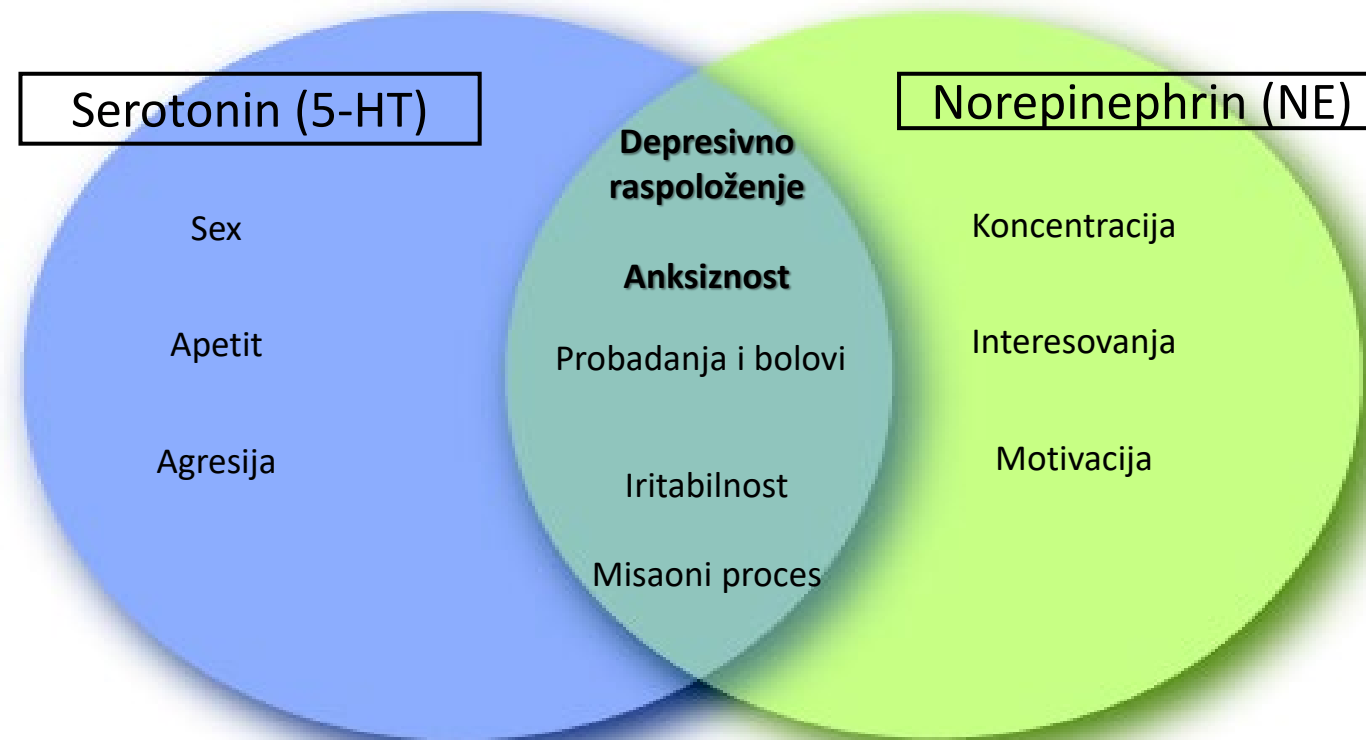 Serotonin (5-HT)
Sex
Apetit
Agresija
Depresivno
raspoloženje
Anksiznost
Probadanja i bolovi
Iritabilnost
Misaoni proces
Norepinephrin (NE)
Koncentracija
Interesovanja
Motivacija